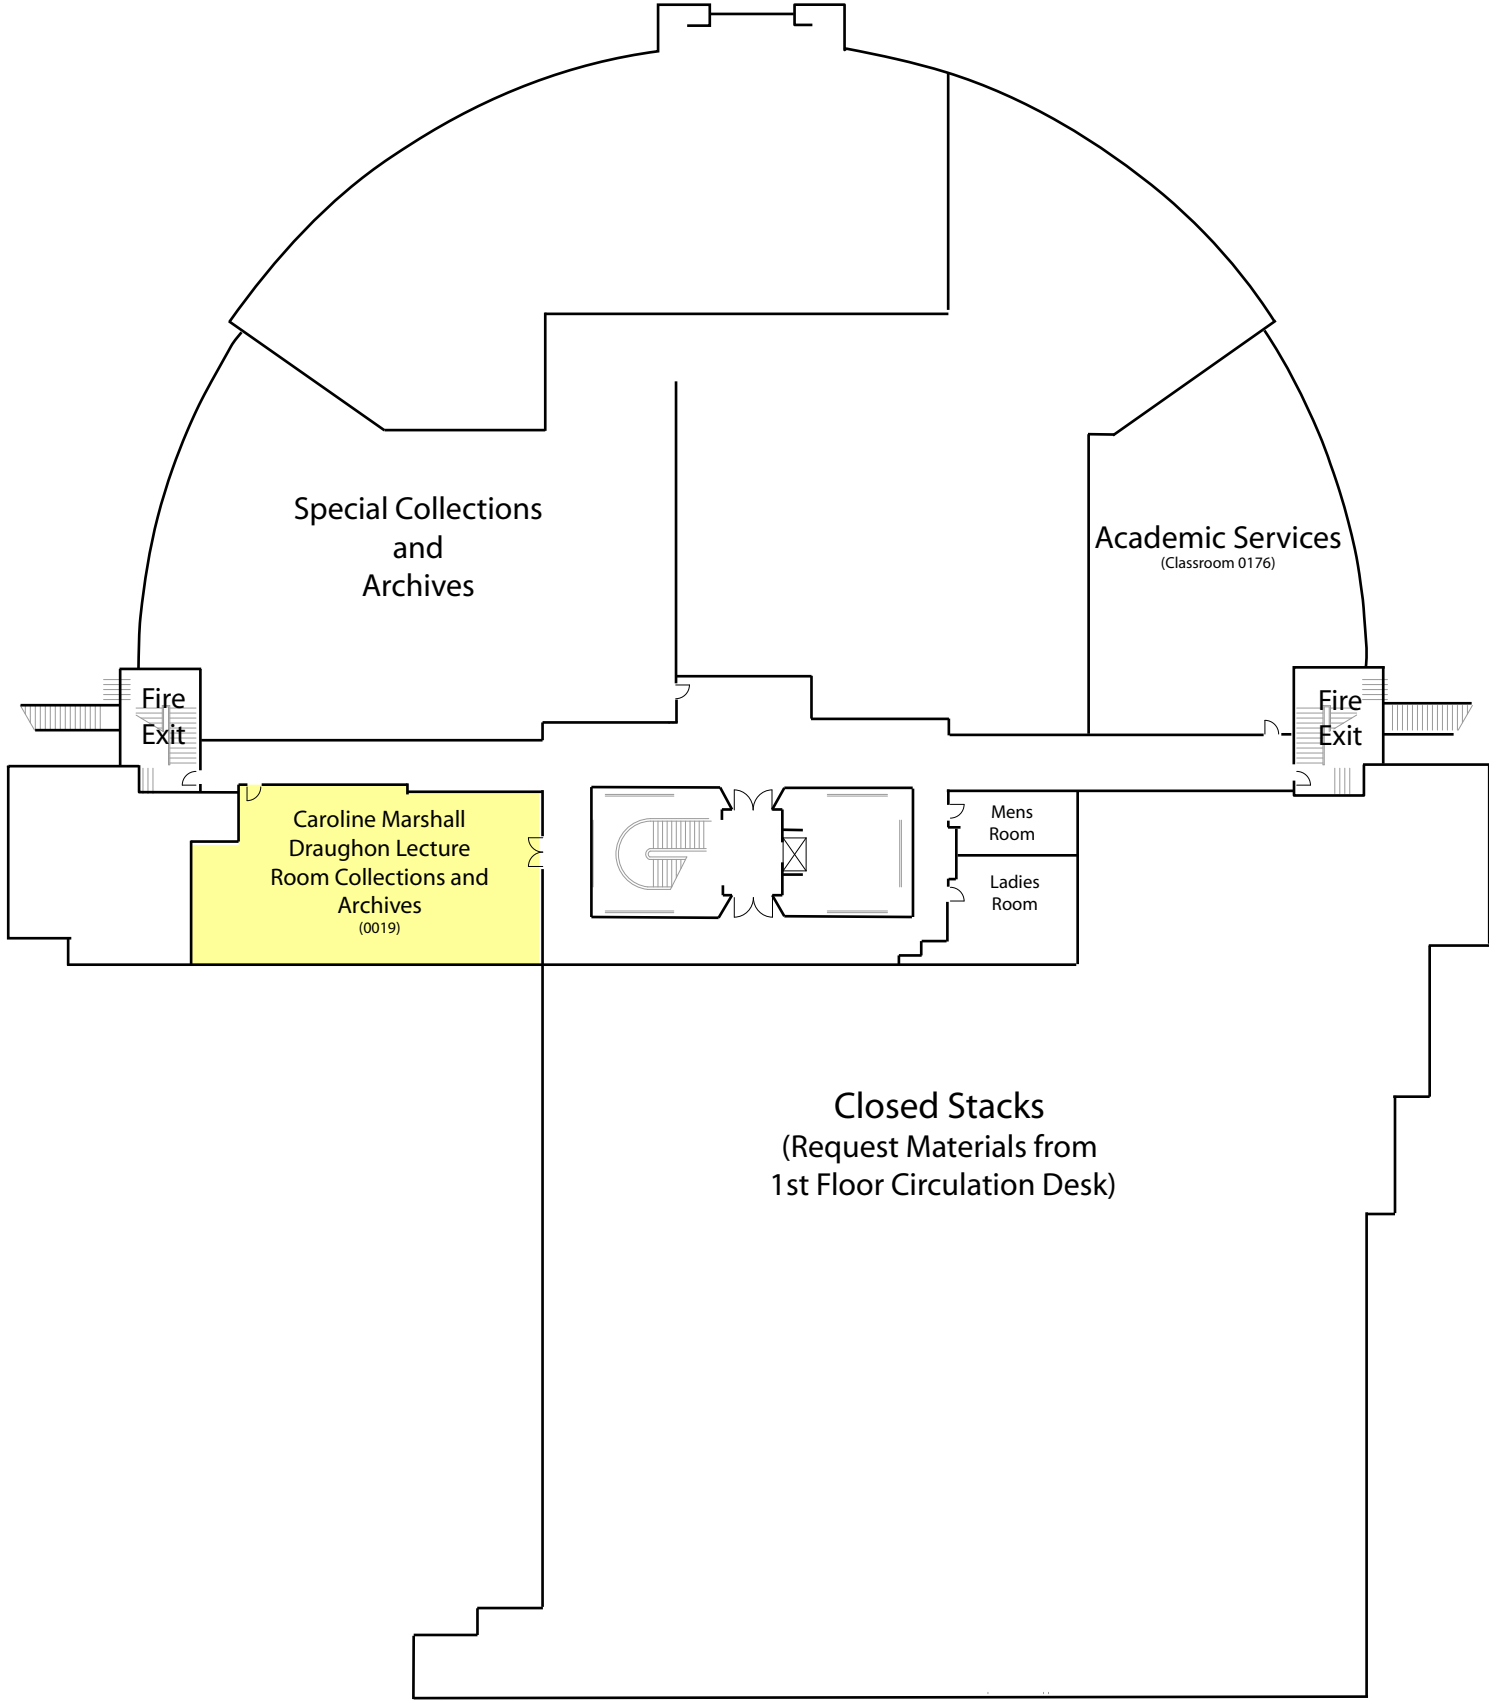 Special Collections
and
Archives
Academic Services
(Classroom 0176)
Fire
Exit
Fire
Exit
Caroline Marshall
Draughon Lecture
Room Collections and
Archives
(0019)
Mens
Room
Ladies
Room
Closed Stacks
(Request Materials from
1st Floor Circulation Desk)